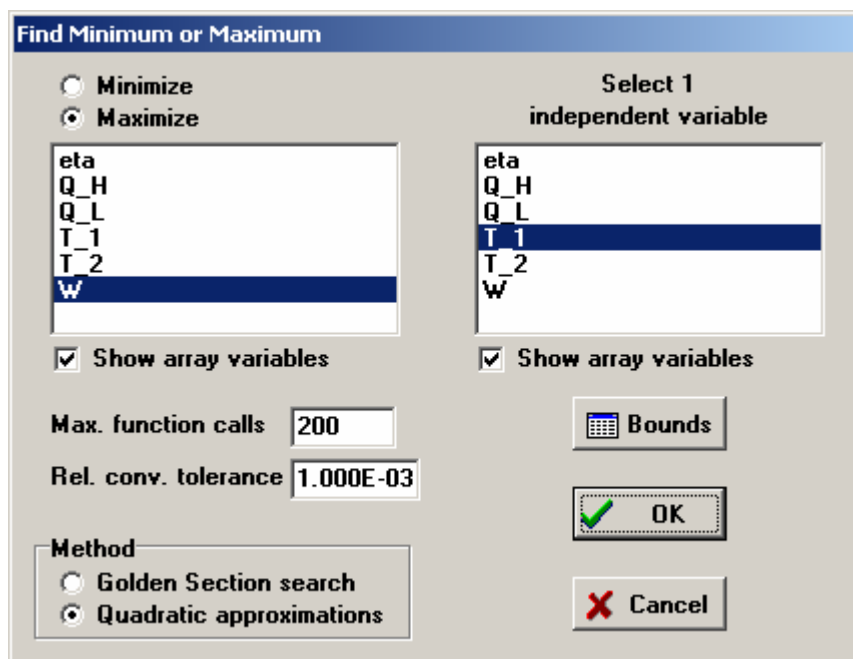 Find Minimum or Maximum
Minimize
Maximize
eta
Q_H
Q_L
T_1
T_2
W
Show array variables
Max. function calls 200
Rel. conv. tolerance 1.000E-03
Method
Golden Section search
Quadratic approximations
Select 1
independent variable
eta
Q_H
Q_L
T_1
T_2
W
Show array variables
Bounds
OK
Cancel